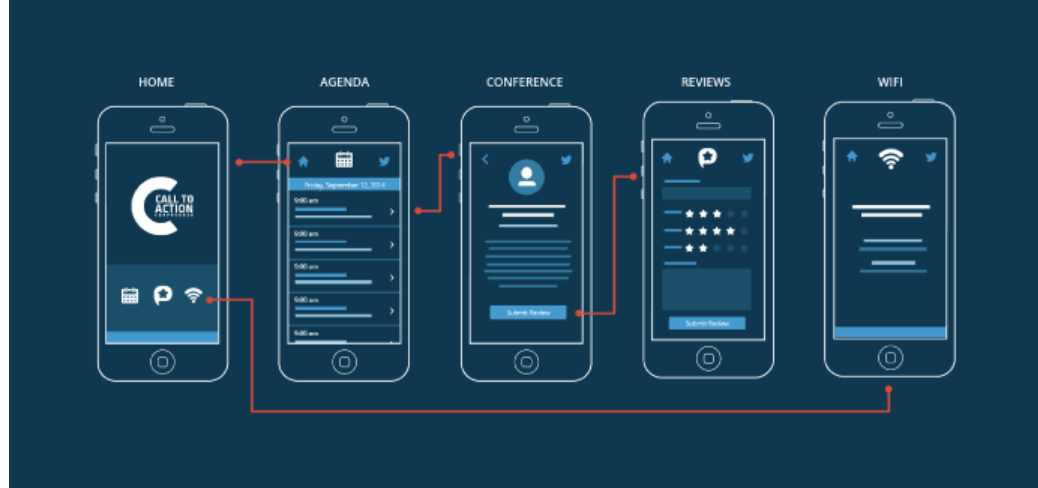 HOME
AGENDA
CONFERENCE
REVIEWS
WIFI
CALL TO
ACTION
CONFERENCE
Friday, September 12, 2014
9:00 am
9:00 am
9:00 am
9:00 am
9:00 am
Submit Review
Submit Review